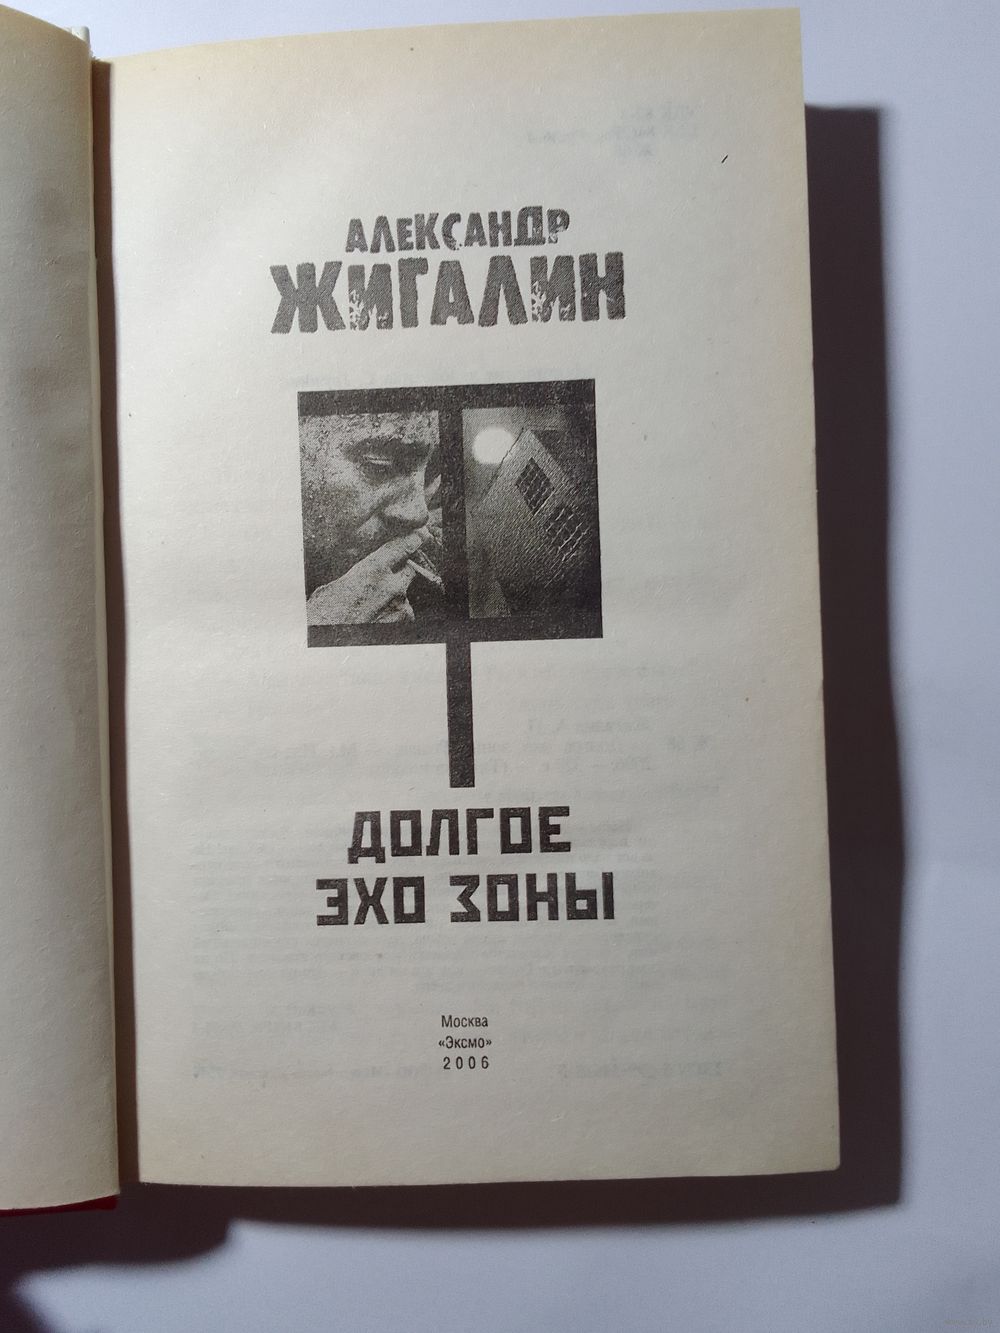 АЛЕКСАНДР
ЖИГАЛИН
ДОЛГОЕ
ЭХО ЗОНЫ
Москва
«Эксмо»
2006